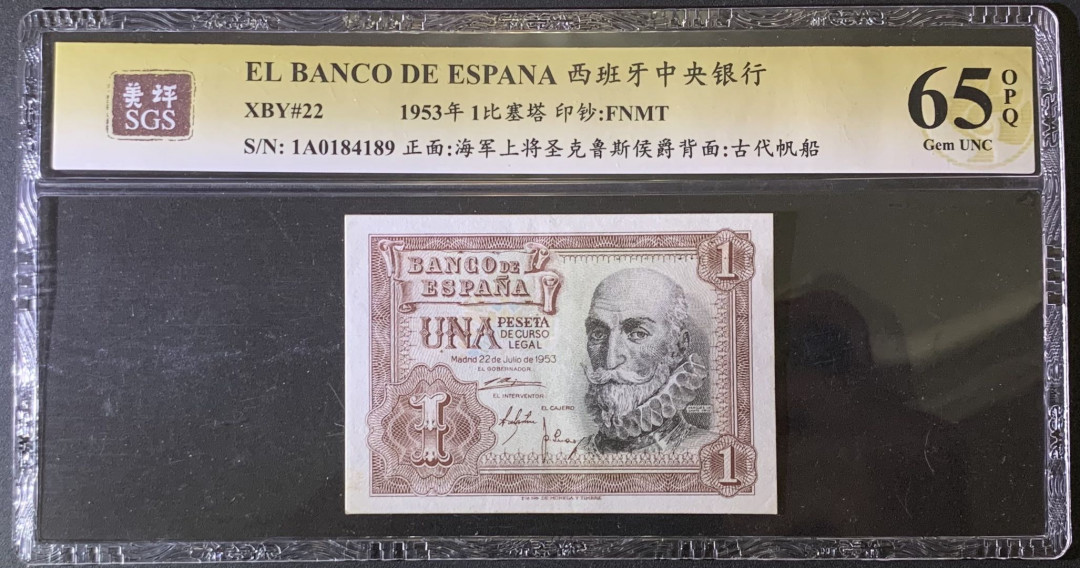 EL BANCO DE ESPANA 西班牙中央银行
美评
SGS
XBY#22 1953年 1比塞塔 印钞:FNMT
S/N: 1A0184189 正面:海军上将圣克鲁斯侯爵背面:古代帆船
65
OPQ
Gem UNC
1
BANCO DE
ESPAÑA
UNA PESETA
DE CURSO
LEGAL
Madrid 22 de Julio de 1953
EL GOBERNADOR
EL INTERVENTOR
EL CAJERO
1
1